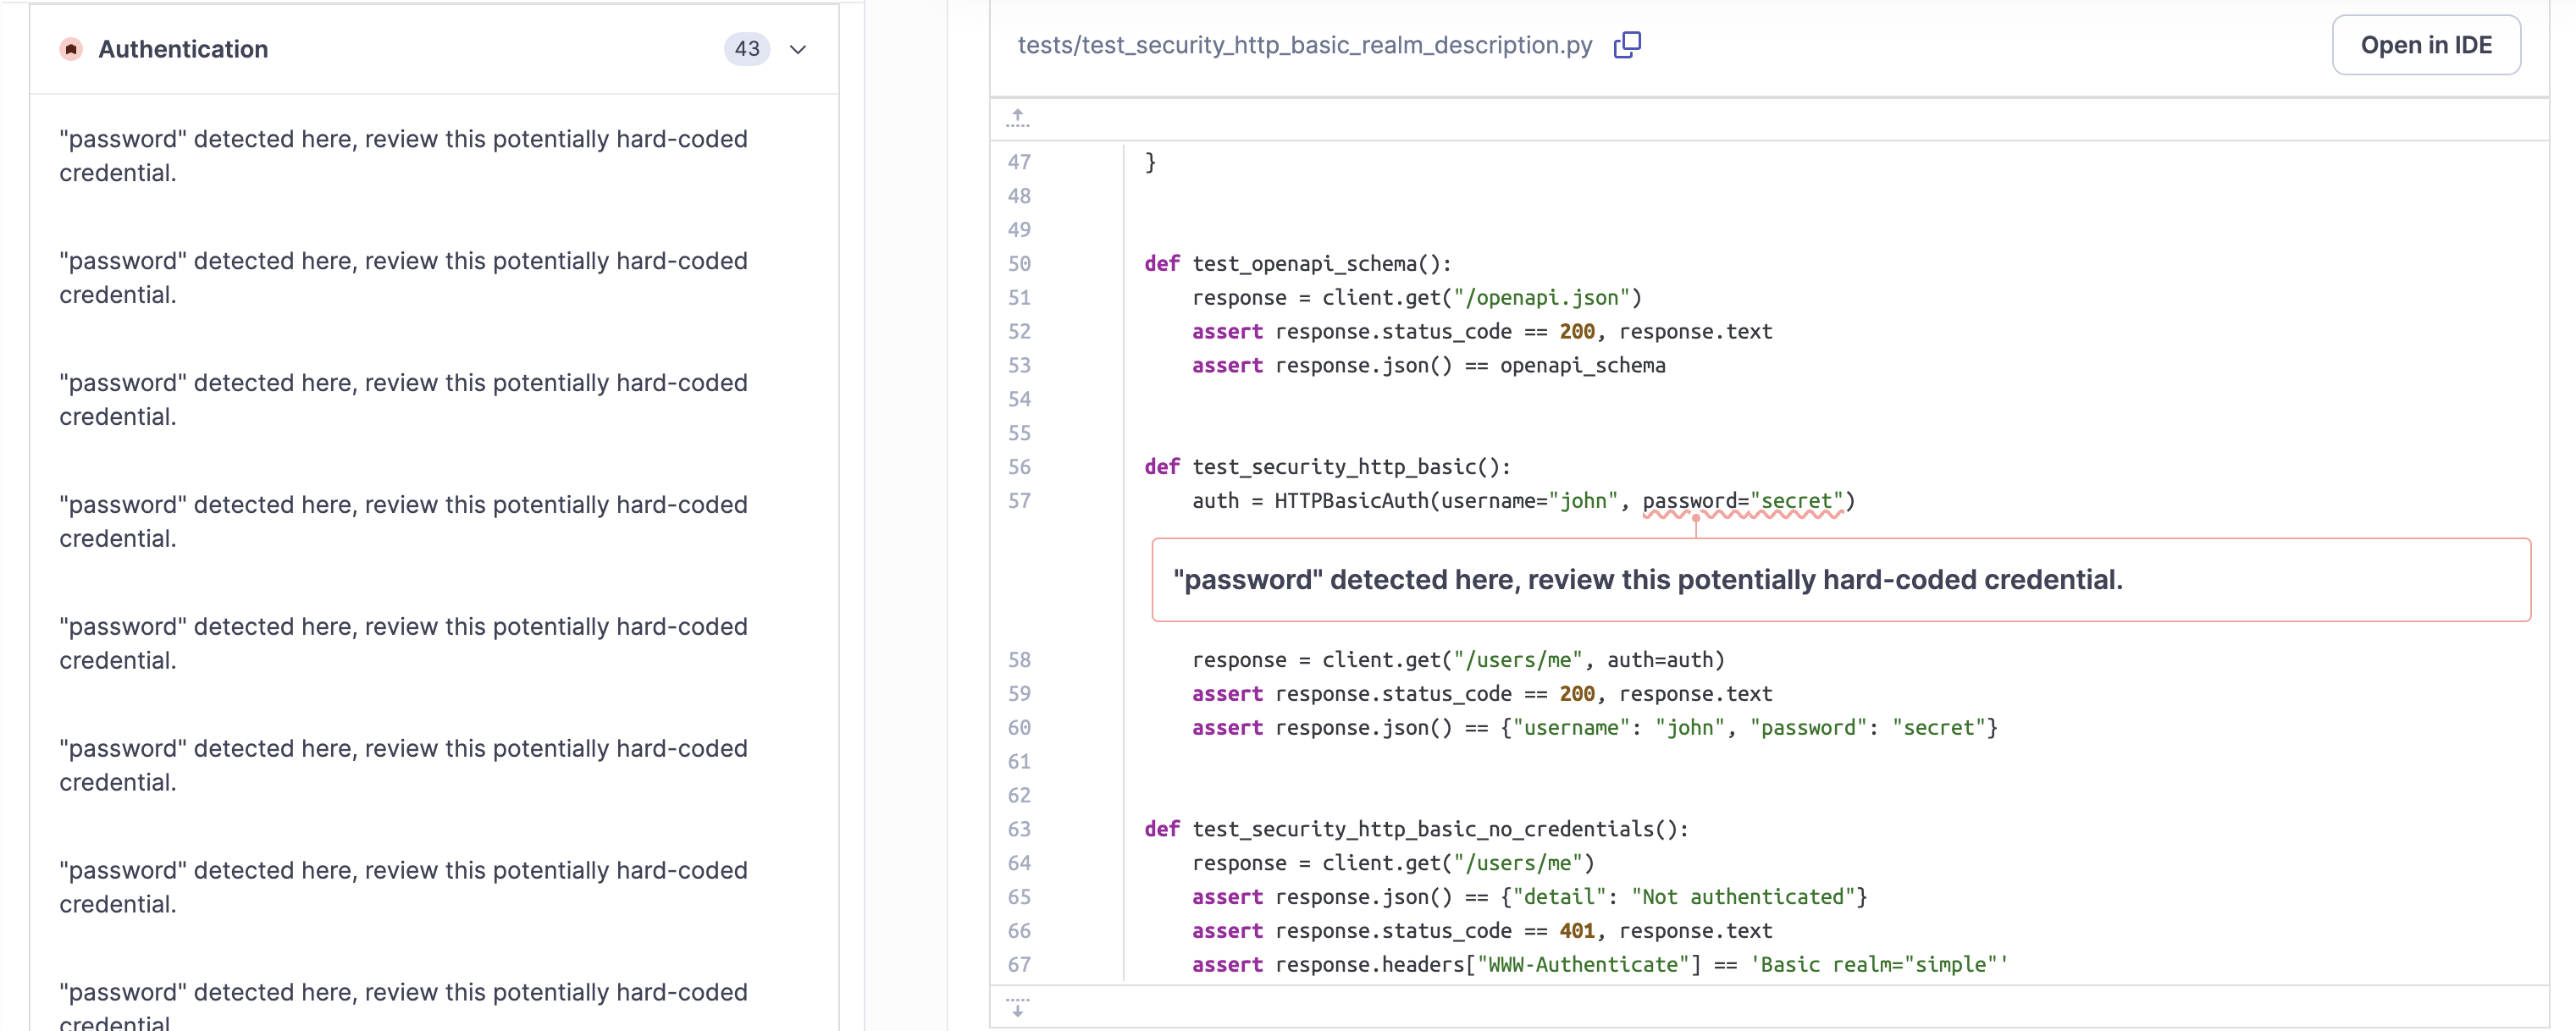 Authentication
43
"password" detected here, review this potentially hard-coded
credential.
"password" detected here, review this potentially hard-coded
credential.
"password" detected here, review this potentially hard-coded
credential.
"password" detected here, review this potentially hard-coded
credential.
"password" detected here, review this potentially hard-coded
credential.
"password" detected here, review this potentially hard-coded
credential.
"password" detected here, review this potentially hard-coded
credential.
"password" detected here, review this potentially hard-coded
credential
tests/test_security_http_basic_realm_description.py
Open in IDE
47 }
48
49
50 def test_openapi_schema():
51     response = client.get("/openapi.json")
52     assert response.status_code == 200, response.text
53     assert response.json() == openapi_schema
54
55
56 def test_security_http_basic():
57     auth = HTTPBasicAuth(username="john", password="secret")
"password" detected here, review this potentially hard-coded credential.
58     response = client.get("/users/me", auth=auth)
59     assert response.status_code == 200, response.text
60     assert response.json() == {"username": "john", "password": "secret"}
61
62
63 def test_security_http_basic_no_credentials():
64     response = client.get("/users/me")
65     assert response.json() == {"detail": "Not authenticated"}
66     assert response.status_code == 401, response.text
67     assert response.headers["WWW-Authenticate"] == 'Basic realm="simple"'